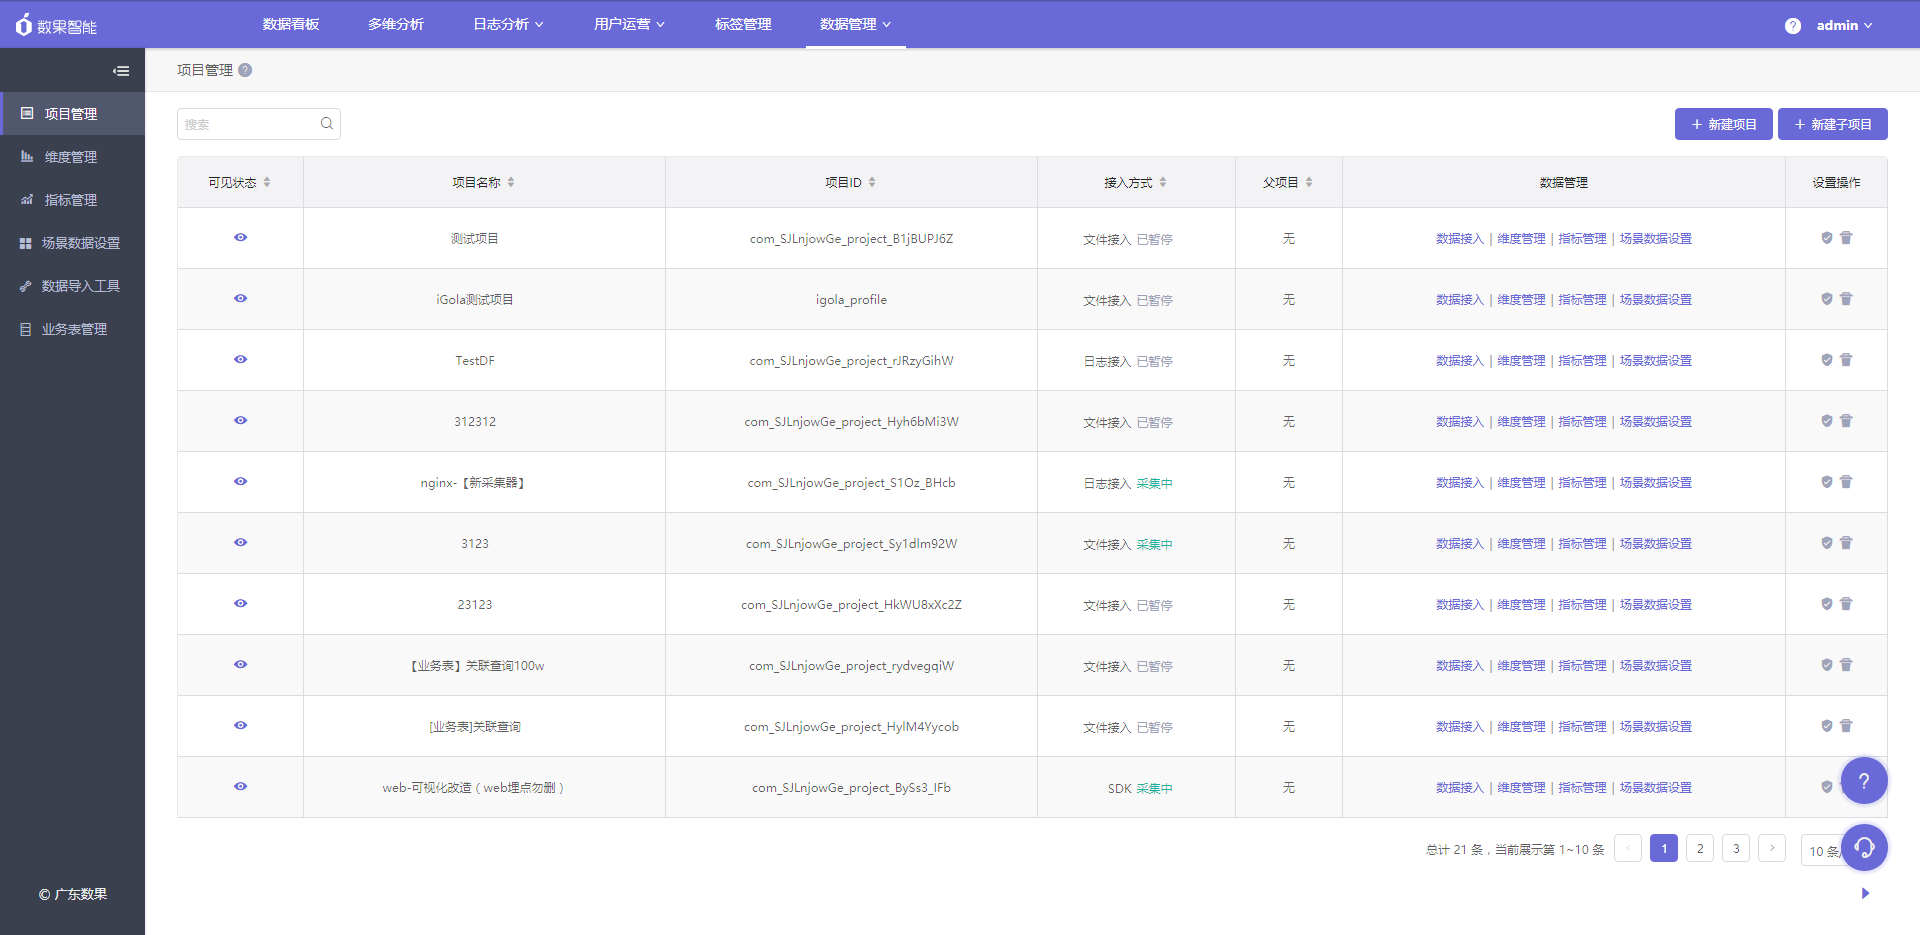 数果智能 数据看板 多维分析 日志分析 用户运营 标签管理 数据管理 ? admin
项目管理 ?
项目管理
维度管理
指标管理
场景数据设置
数据导入工具
业务表管理
© 广东数果
搜索 + 新建项目 + 新建子项目
可见状态 项目名称 项目ID 接入方式 父项目 数据管理 设置操作
测试项目 com_SJLnjowGe_project_B1jBUPJ6Z 文件接入 已暂停 无 数据接入 | 维度管理 | 指标管理 | 场景数据设置
iGola测试项目 igola_profile 文件接入 已暂停 无 数据接入 | 维度管理 | 指标管理 | 场景数据设置
TestDF com_SJLnjowGe_project_rJRzyGihW 日志接入 已暂停 无 数据接入 | 维度管理 | 指标管理 | 场景数据设置
312312 com_SJLnjowGe_project_Hyh6bMi3W 文件接入 已暂停 无 数据接入 | 维度管理 | 指标管理 | 场景数据设置
nginx-【新采集器】 com_SJLnjowGe_project_S1Oz_BHcb 日志接入 采集中 无 数据接入 | 维度管理 | 指标管理 | 场景数据设置
3123 com_SJLnjowGe_project_Sy1dlm92W 文件接入 采集中 无 数据接入 | 维度管理 | 指标管理 | 场景数据设置
23123 com_SJLnjowGe_project_HkWU8xXc2Z 文件接入 已暂停 无 数据接入 | 维度管理 | 指标管理 | 场景数据设置
【业务表】关联查询100w com_SJLnjowGe_project_rydvegqiW 文件接入 已暂停 无 数据接入 | 维度管理 | 指标管理 | 场景数据设置
[业务表]关联查询 com_SJLnjowGe_project_HylM4Yycob 文件接入 已暂停 无 数据接入 | 维度管理 | 指标管理 | 场景数据设置
web-可视化改造（web埋点勿删） com_SJLnjowGe_project_BySs3_IFb SDK 采集中 无 数据接入 | 维度管理 | 指标管理 | 场景数据设置
?
总计 21 条，当前展示第 1~10 条 < 1 2 3 > 10 条/